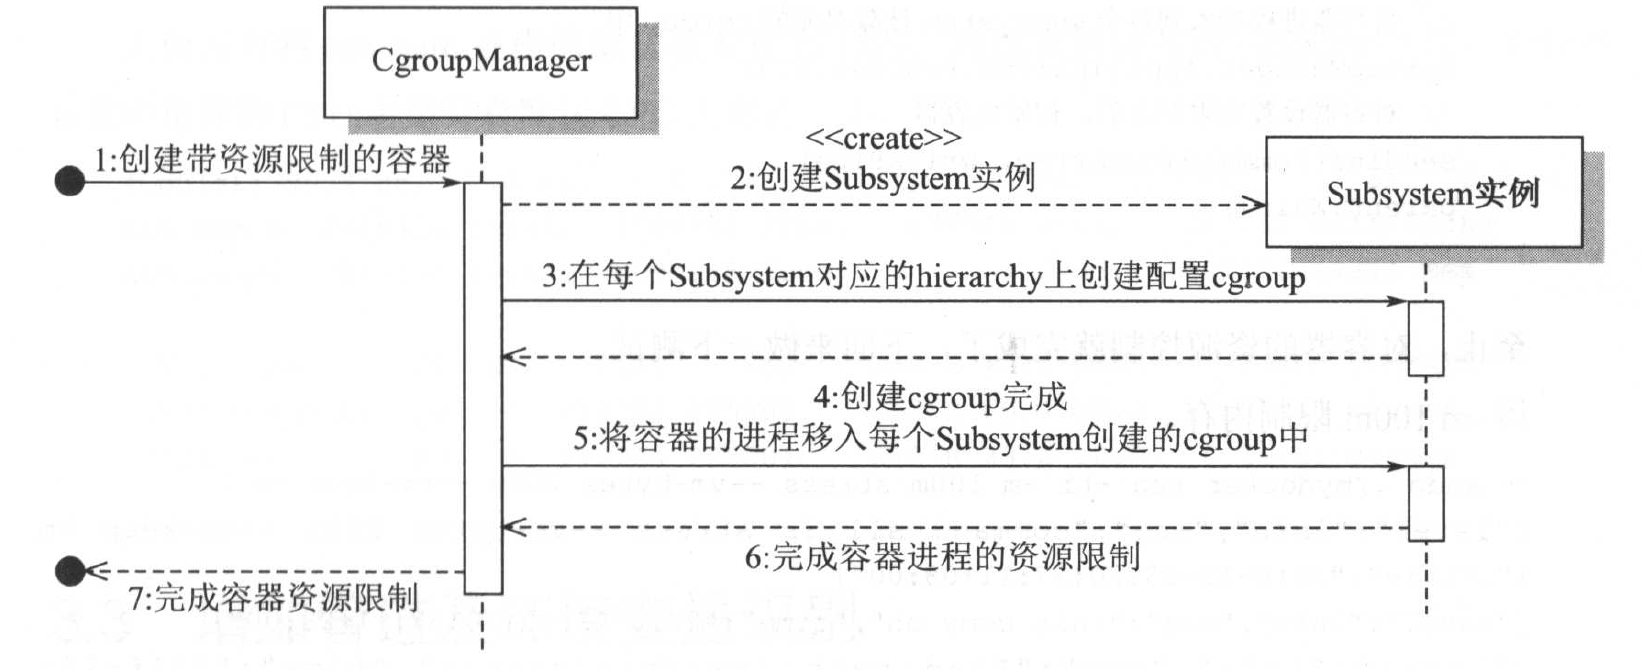 CgroupManager
<<create>>
1:创建带资源限制的容器
2:创建Subsystem实例
Subsystem实例
3:在每个Subsystem对应的hierarchy上创建配置cgroup
4:创建cgroup完成
5:将容器的进程移入每个Subsystem创建的cgroup中
6:完成容器进程的资源限制
7:完成容器资源限制